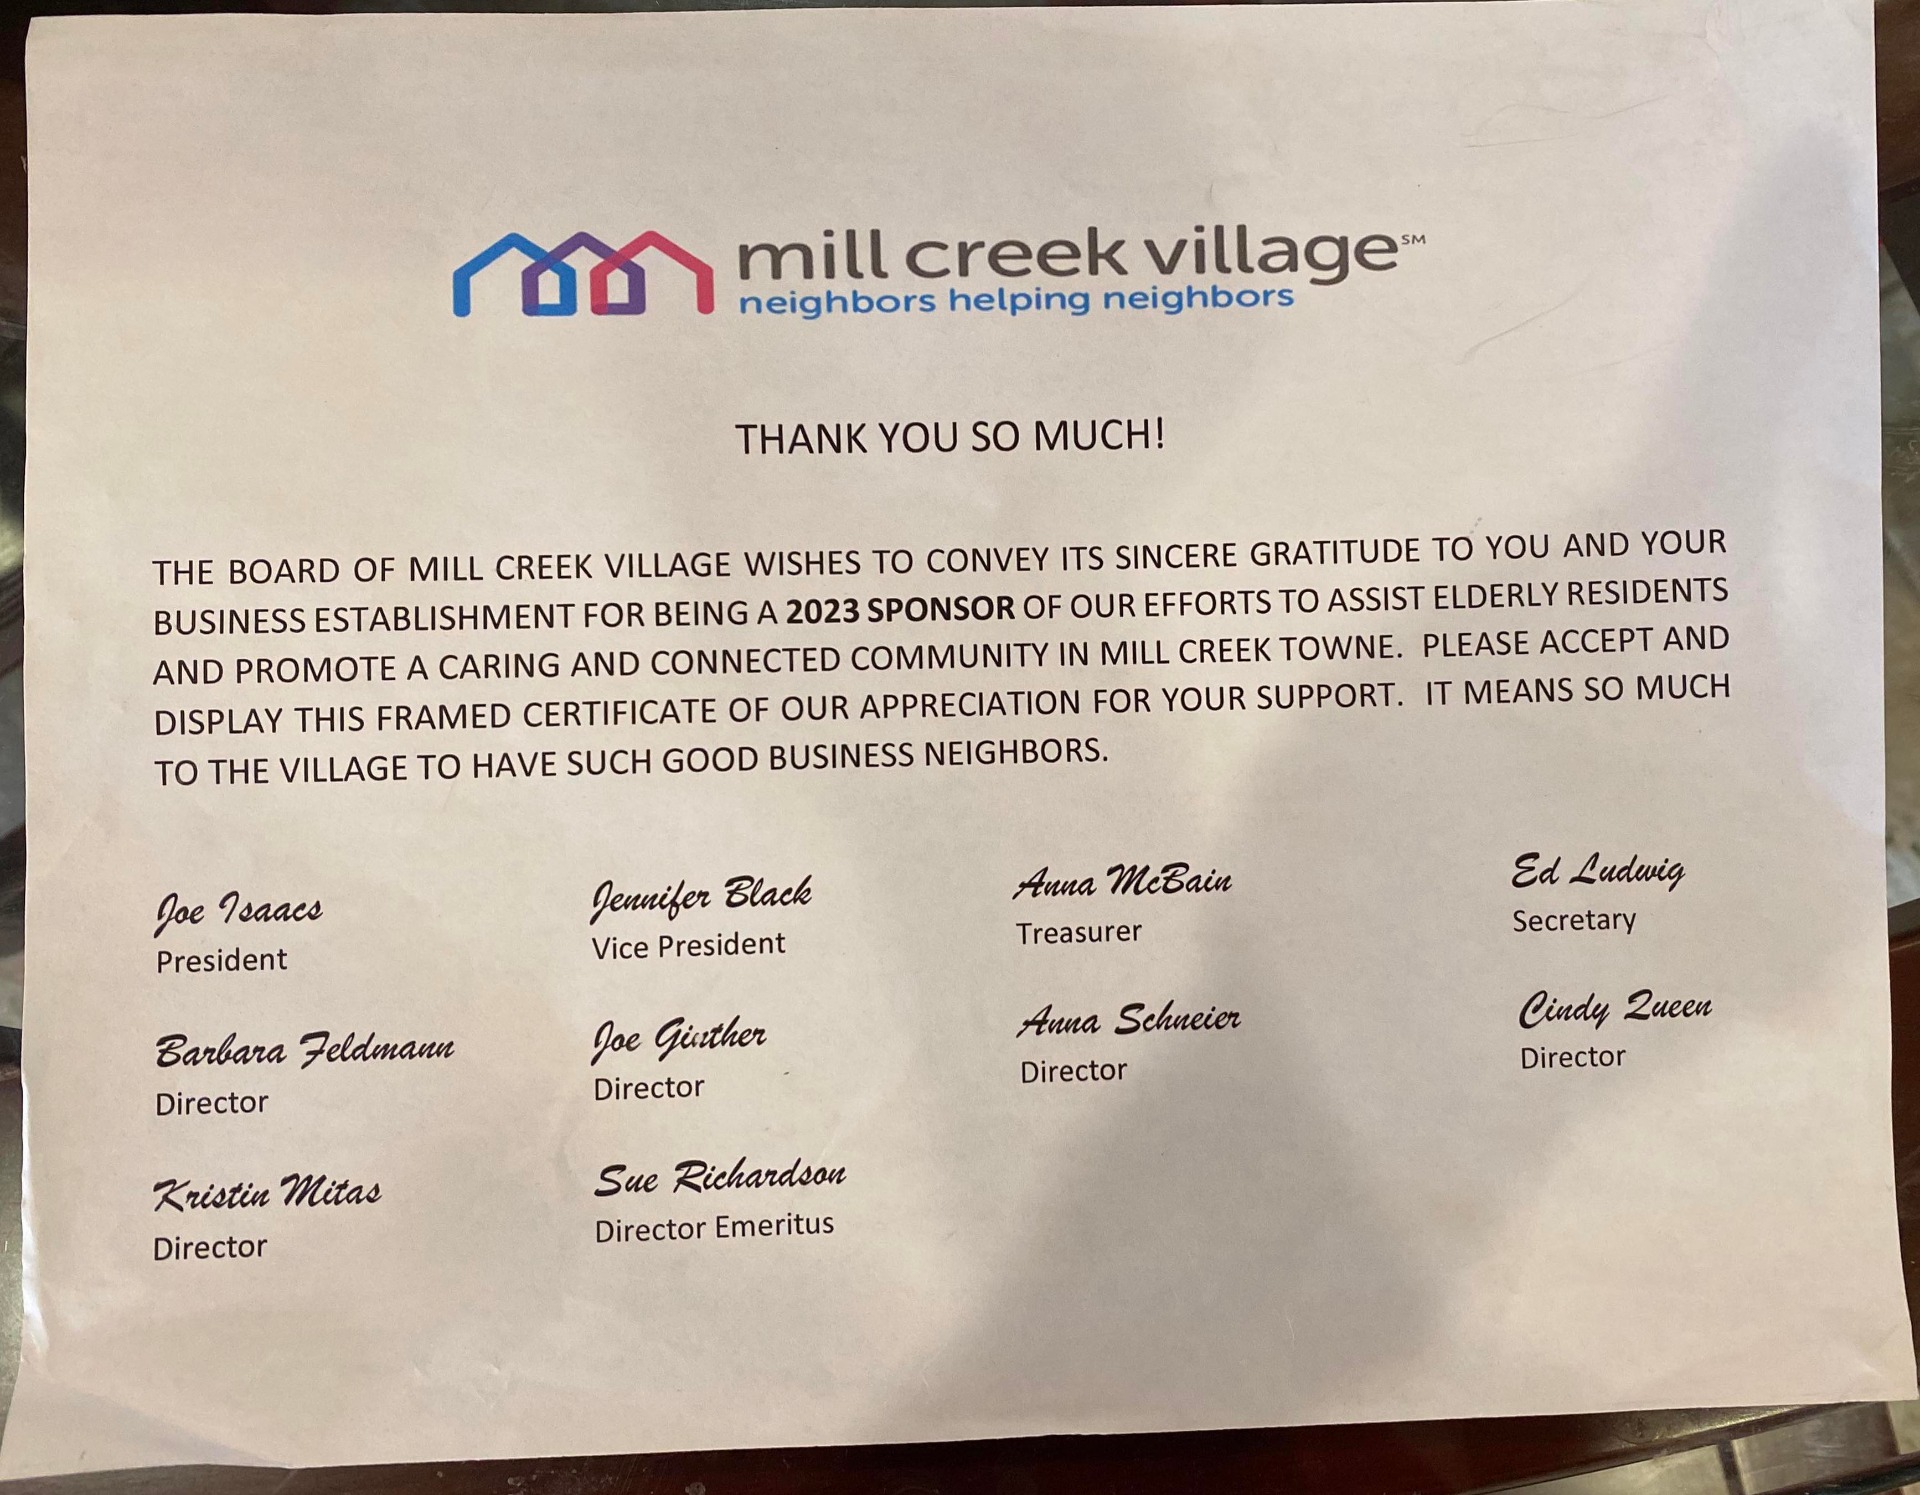 mill creek village℠
neighbors helping neighbors
THANK YOU SO MUCH!
THE BOARD OF MILL CREEK VILLAGE WISHES TO CONVEY ITS SINCERE GRATITUDE TO YOU AND YOUR
BUSINESS ESTABLISHMENT FOR BEING A 2023 SPONSOR OF OUR EFFORTS TO ASSIST ELDERLY RESIDENTS
AND PROMOTE A CARING AND CONNECTED COMMUNITY IN MILL CREEK TOWNE. PLEASE ACCEPT AND
DISPLAY THIS FRAMED CERTIFICATE OF OUR APPRECIATION FOR YOUR SUPPORT. IT MEANS SO MUCH
TO THE VILLAGE TO HAVE SUCH GOOD BUSINESS NEIGHBORS.
Joe Isaacs Jennifer Black Anna McBain Ed Ludwig
President Vice President Treasurer Secretary
Barbara Feldmann Joe Anna Schneier Cindy Queen
Director Director Director Director
Kristin Mitas Sue Richardson
Director Director Emeritus